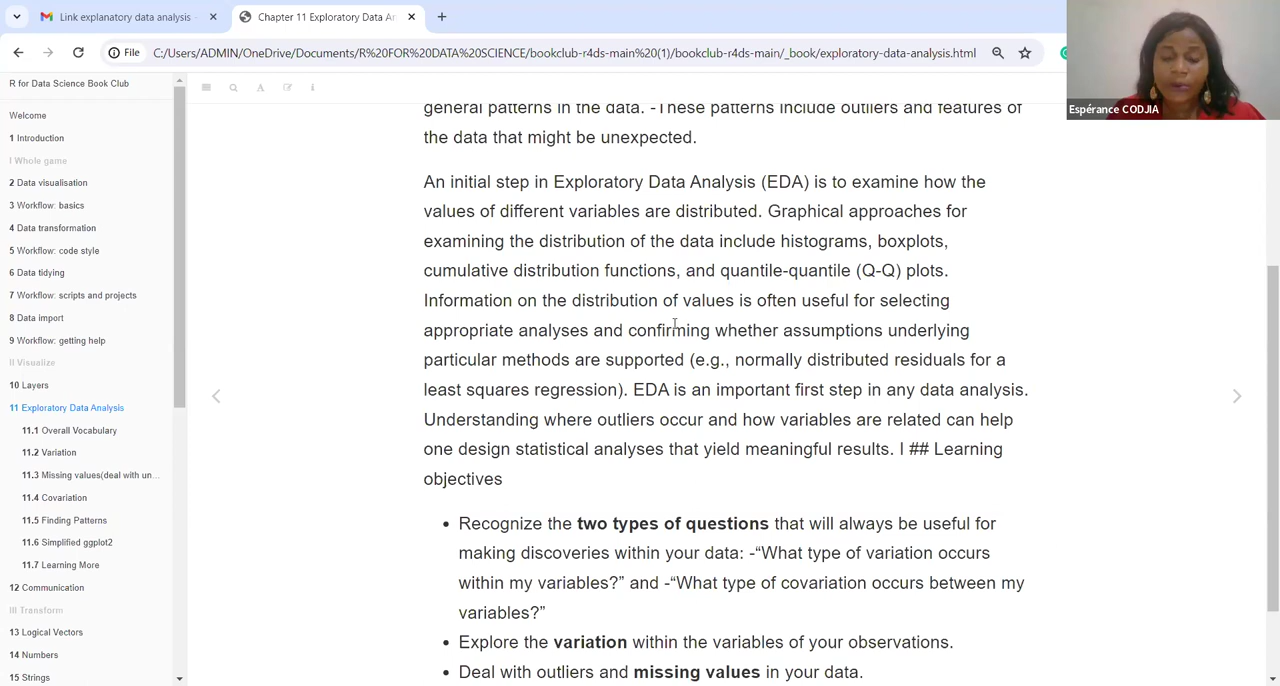 Link explanatory data analysis
Chapter 11 Exploratory Data An
File
C:/Users/ADMIN/OneDrive/Documents/R%20FOR%20DATA%20SCIENCE/bookclub-r4ds-main%20(1)/bookclub-r4ds-main/_book/exploratory-data-analysis.html
Espérance CODJIA
R for Data Science Book Club
Welcome
1 Introduction
I Whole game
2 Data visualisation
3 Workflow: basics
4 Data transformation
5 Workflow: code style
6 Data tidying
7 Workflow: scripts and projects
8 Data import
9 Workflow: getting help
II Visualize
10 Layers
11 Exploratory Data Analysis
11.1 Overall Vocabulary
11.2 Variation
11.3 Missing values(deal with un...
11.4 Covariation
11.5 Finding Patterns
11.6 Simplified ggplot2
11.7 Learning More
12 Communication
III Transform
13 Logical Vectors
14 Numbers
15 Strings
general patterns in the data. -These patterns include outliers and features of
the data that might be unexpected.
An initial step in Exploratory Data Analysis (EDA) is to examine how the
values of different variables are distributed. Graphical approaches for
examining the distribution of the data include histograms, boxplots,
cumulative distribution functions, and quantile-quantile (Q-Q) plots.
Information on the distribution of values is often useful for selecting
appropriate analyses and confirming whether assumptions underlying
particular methods are supported (e.g., normally distributed residuals for a
least squares regression). EDA is an important first step in any data analysis.
Understanding where outliers occur and how variables are related can help
one design statistical analyses that yield meaningful results. I ## Learning
objectives
• Recognize the two types of questions that will always be useful for
making discoveries within your data: -“What type of variation occurs
within my variables?” and -“What type of covariation occurs between my
variables?”
• Explore the variation within the variables of your observations.
• Deal with outliers and missing values in your data.